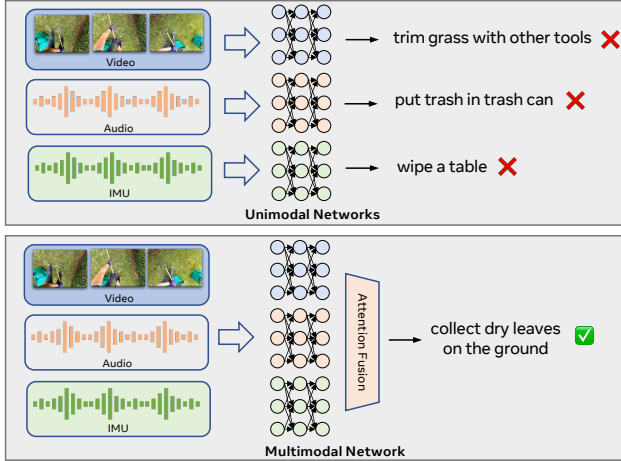 Video
trim grass with other tools
Audio
put trash in trash can
IMU
wipe a table
Unimodal Networks
Video
Audio
IMU
Attention Fusion
collect dry leaves
on the ground
Multimodal Network